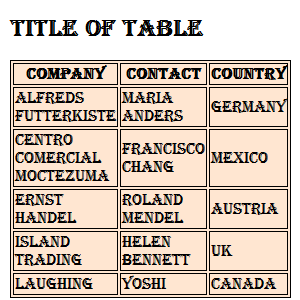 TITLE OF TABLE
COMPANY CONTACT COUNTRY
ALFREDS MARIA
FUTTERKISTE ANDERS GERMANY
CENTRO
COMERCIAL FRANCISCO
MOCTEZUMA CHANG MEXICO
ERNST ROLAND
HANDEL MENDEL AUSTRIA
ISLAND HELEN
TRADING BENNETT UK
LAUGHING YOSHI CANADA